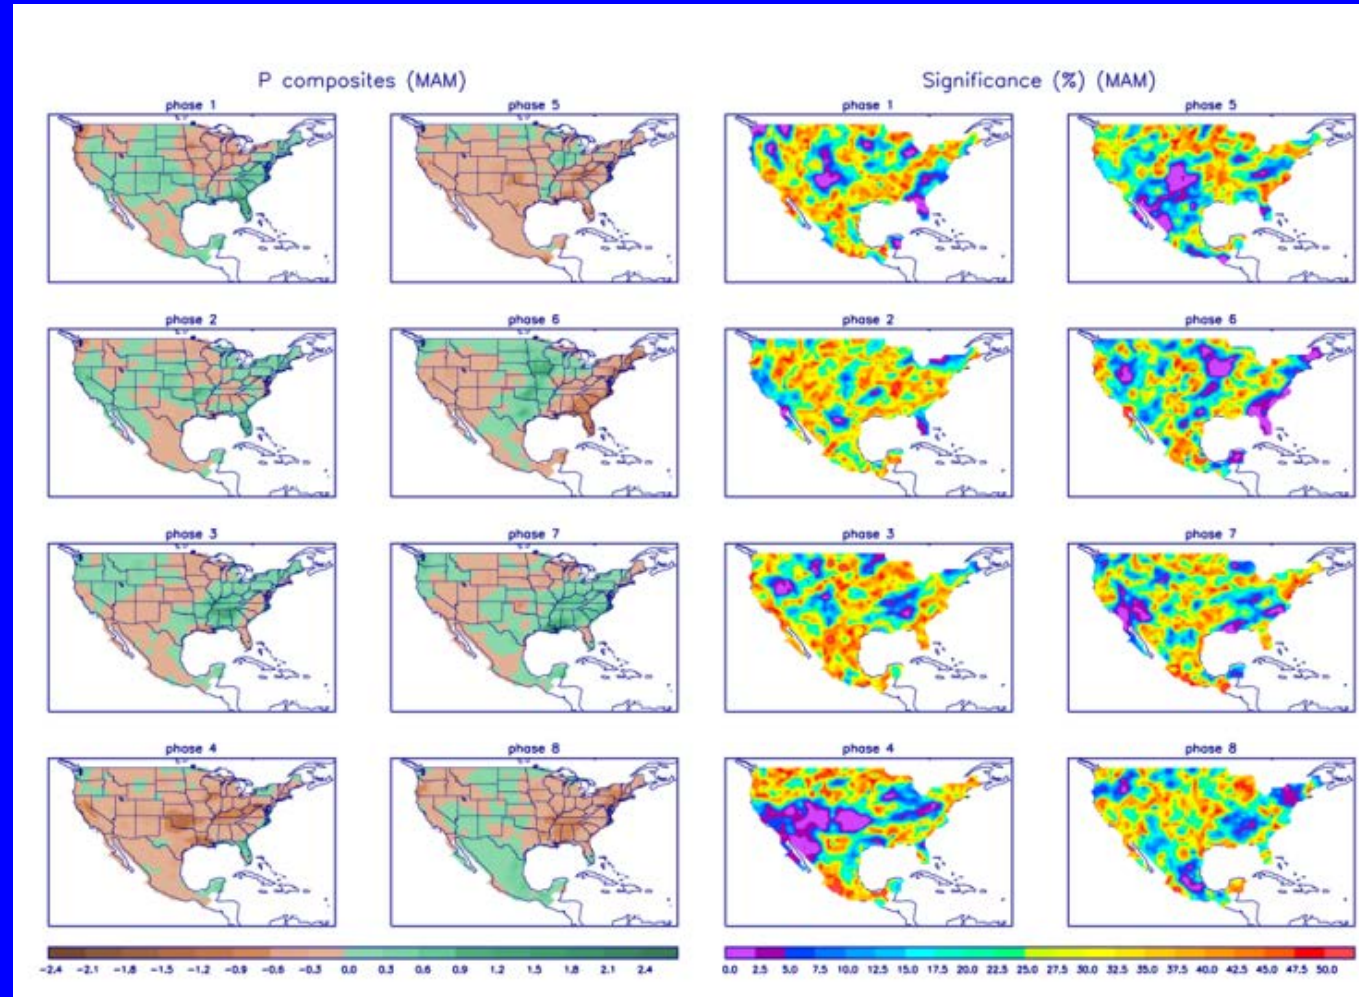 P composites (MAM)
Significance (%) (MAM)
phase 1
phase 5
phase 1
phase 5
phase 2
phase 6
phase 2
phase 6
phase 3
phase 7
phase 3
phase 7
phase 4
phase 8
phase 4
phase 8
-2.4 -2.1 -1.8 -1.5 -1.2 -0.9 -0.6 -0.3 0.0 0.3 0.6 0.9 1.2 1.5 1.8 2.1 2.4
0.0 2.5 5.0 7.5 10.0 12.5 15.0 17.5 20.0 22.5 25.0 27.5 30.0 32.5 35.0 37.5 40.0 42.5 45.0 47.5 50.0